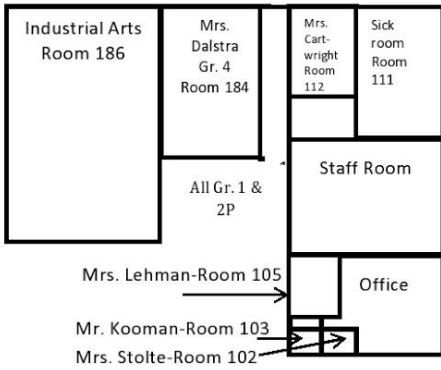 Industrial Arts
Room 186
Mrs.
Dalstra
Gr. 4
Room 184
Mrs.
Cart-
wright
Room
112
Sick
room
Room
111
All Gr. 1 &
2P
Staff Room
Mrs. Lehman-Room 105
Office
Mr. Kooman-Room 103
Mrs. Stolte-Room 102